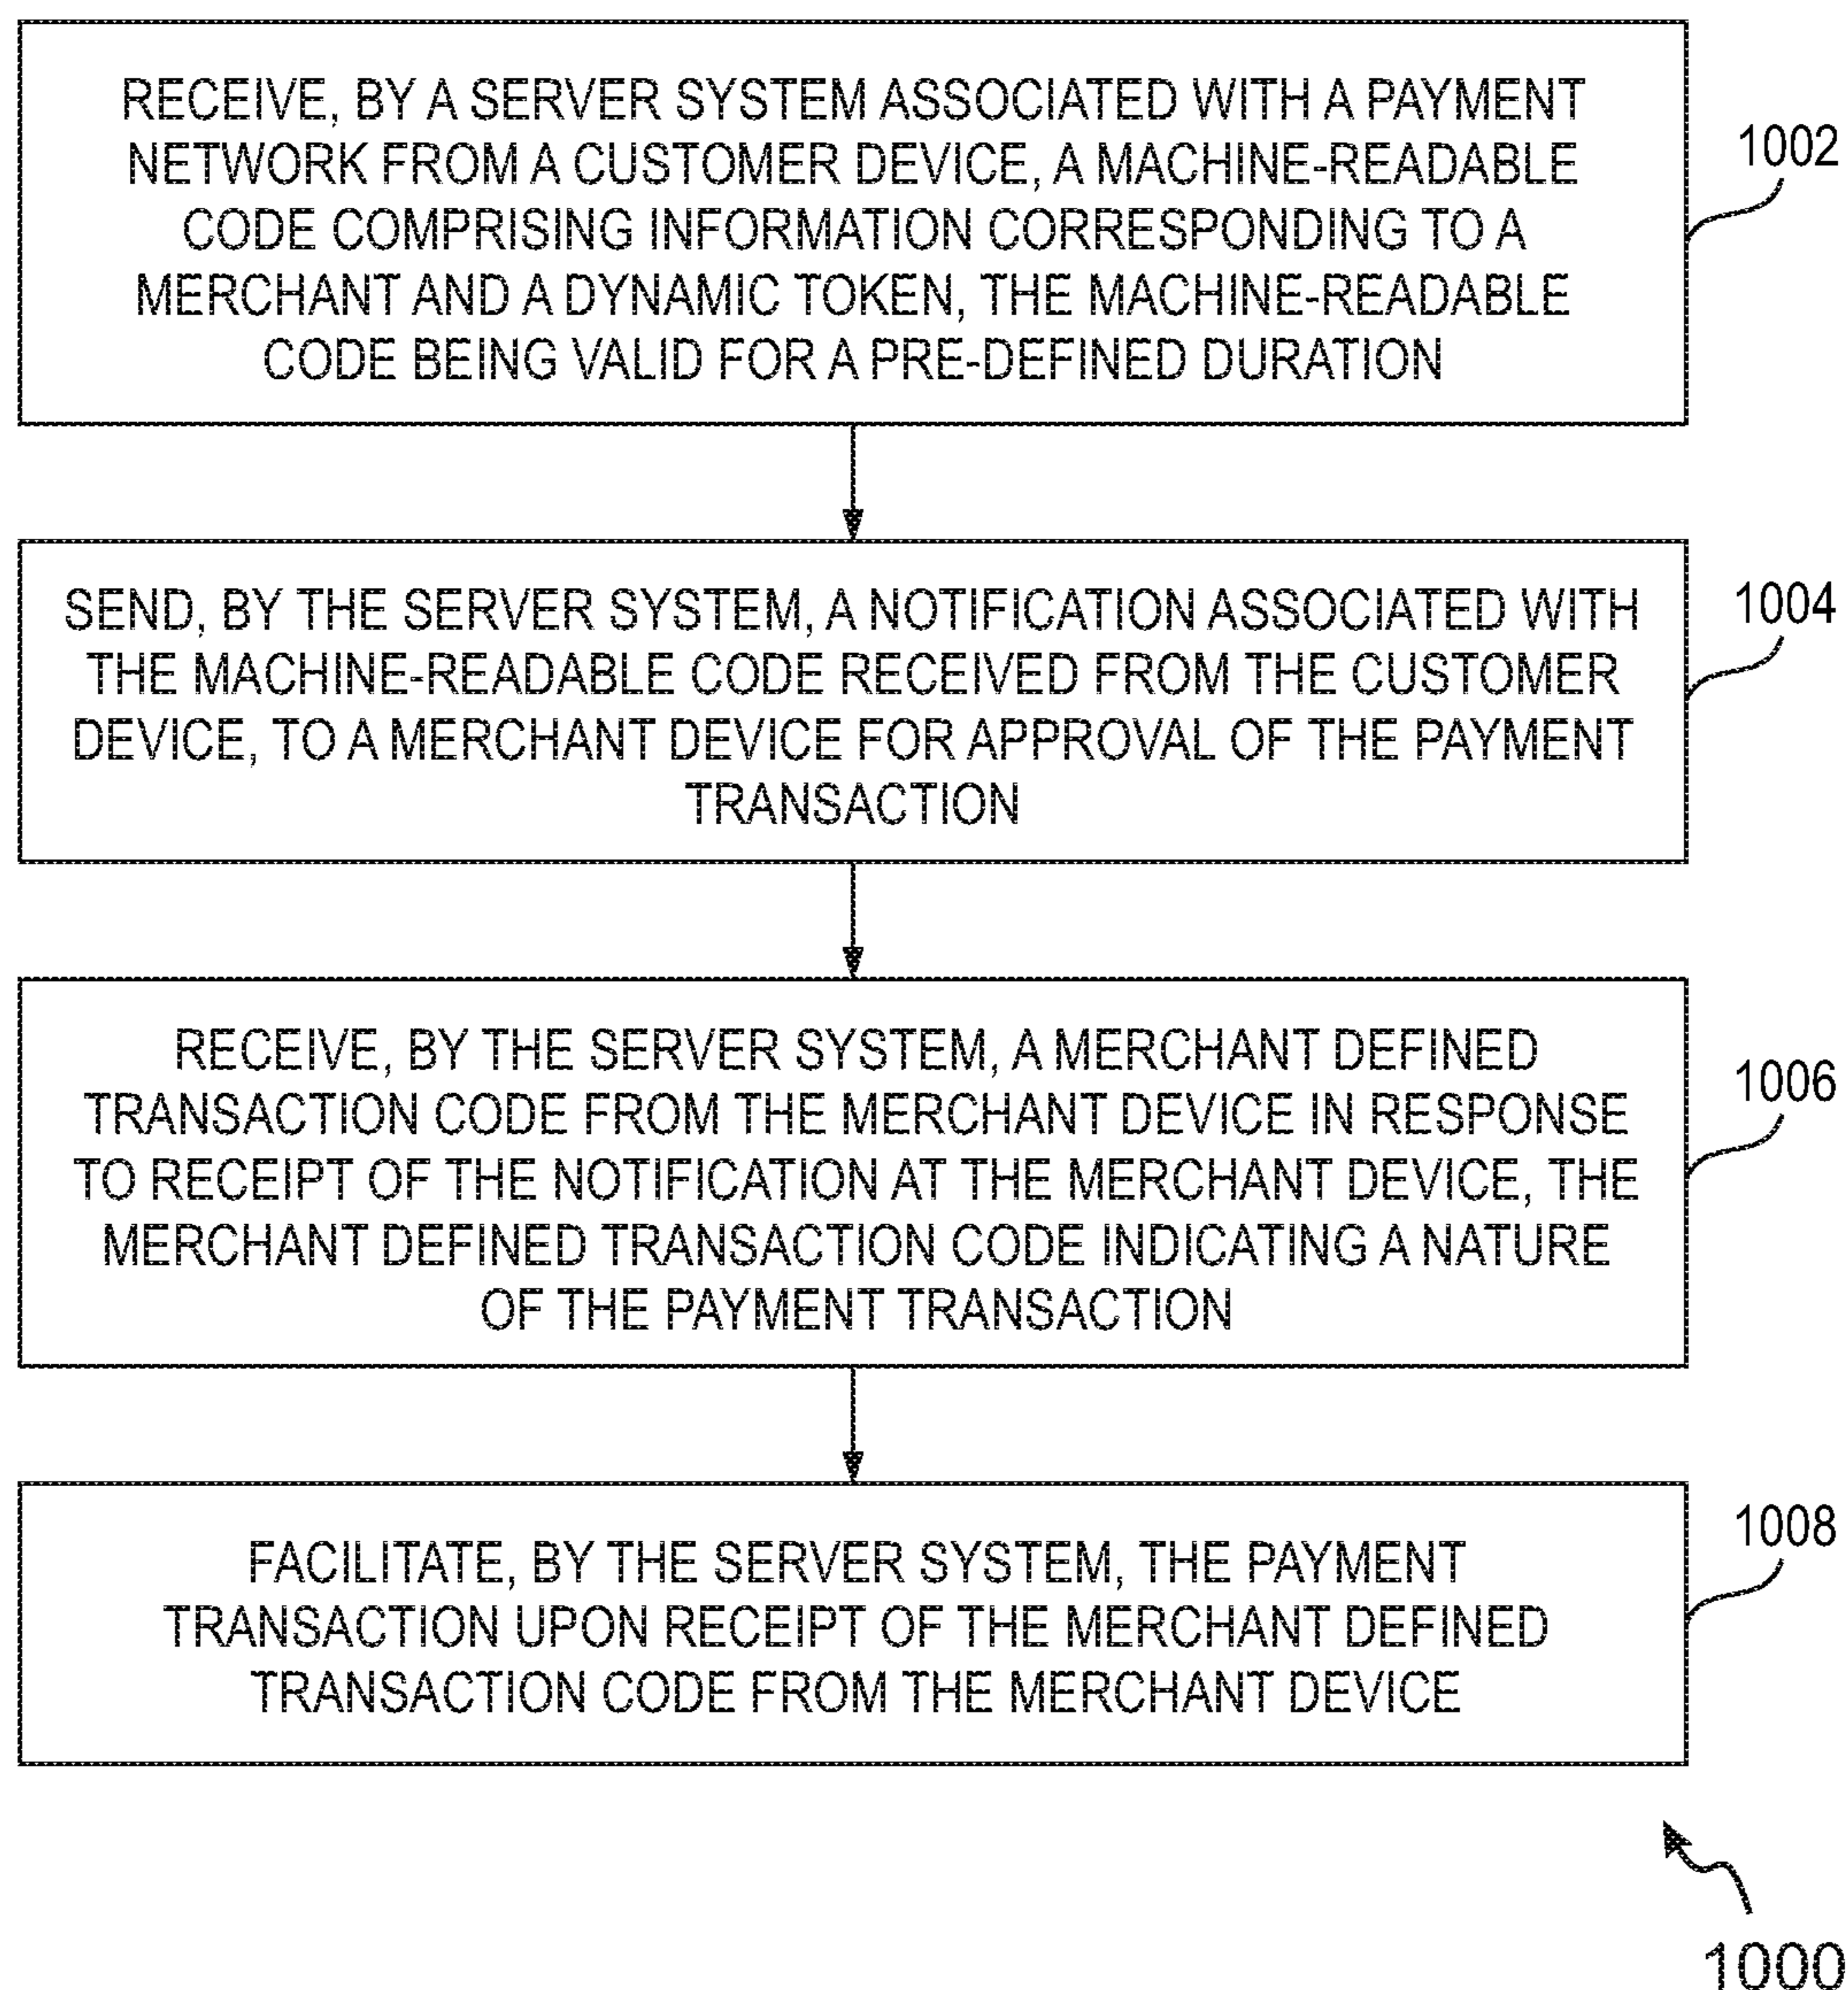 RECEIVE, BY A SERVER SYSTEM ASSOCIATED WITH A PAYMENT
NETWORK FROM A CUSTOMER DEVICE, A MACHINE-READABLE
CODE COMPRISING INFORMATION CORRESPONDING TO A
MERCHANT AND A DYNAMIC TOKEN, THE MACHINE-READABLE
CODE BEING VALID FOR A PRE-DEFINED DURATION
1002
SEND, BY THE SERVER SYSTEM, A NOTIFICATION ASSOCIATED WITH
THE MACHINE-READABLE CODE RECEIVED FROM THE CUSTOMER
DEVICE, TO A MERCHANT DEVICE FOR APPROVAL OF THE PAYMENT
TRANSACTION
1004
RECEIVE, BY THE SERVER SYSTEM, A MERCHANT DEFINED
TRANSACTION CODE FROM THE MERCHANT DEVICE IN RESPONSE
TO RECEIPT OF THE NOTIFICATION AT THE MERCHANT DEVICE, THE
MERCHANT DEFINED TRANSACTION CODE INDICATING A NATURE
OF THE PAYMENT TRANSACTION
1006
FACILITATE, BY THE SERVER SYSTEM, THE PAYMENT
TRANSACTION UPON RECEIPT OF THE MERCHANT DEFINED
TRANSACTION CODE FROM THE MERCHANT DEVICE
1008
1000